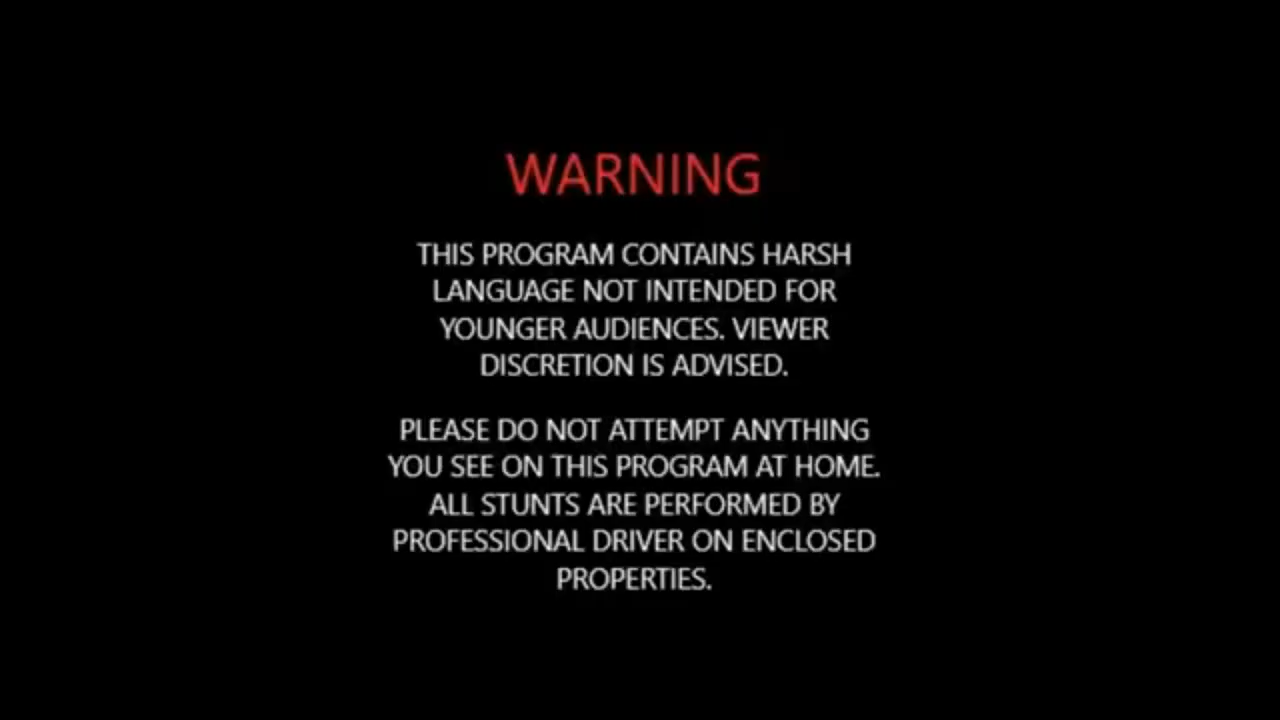 WARNING
THIS PROGRAM CONTAINS HARSH
LANGUAGE NOT INTENDED FOR
YOUNGER AUDIENCES. VIEWER
DISCRETION IS ADVISED.
PLEASE DO NOT ATTEMPT ANYTHING
YOU SEE ON THIS PROGRAM AT HOME.
ALL STUNTS ARE PERFORMED BY
PROFESSIONAL DRIVER ON ENCLOSED
PROPERTIES.